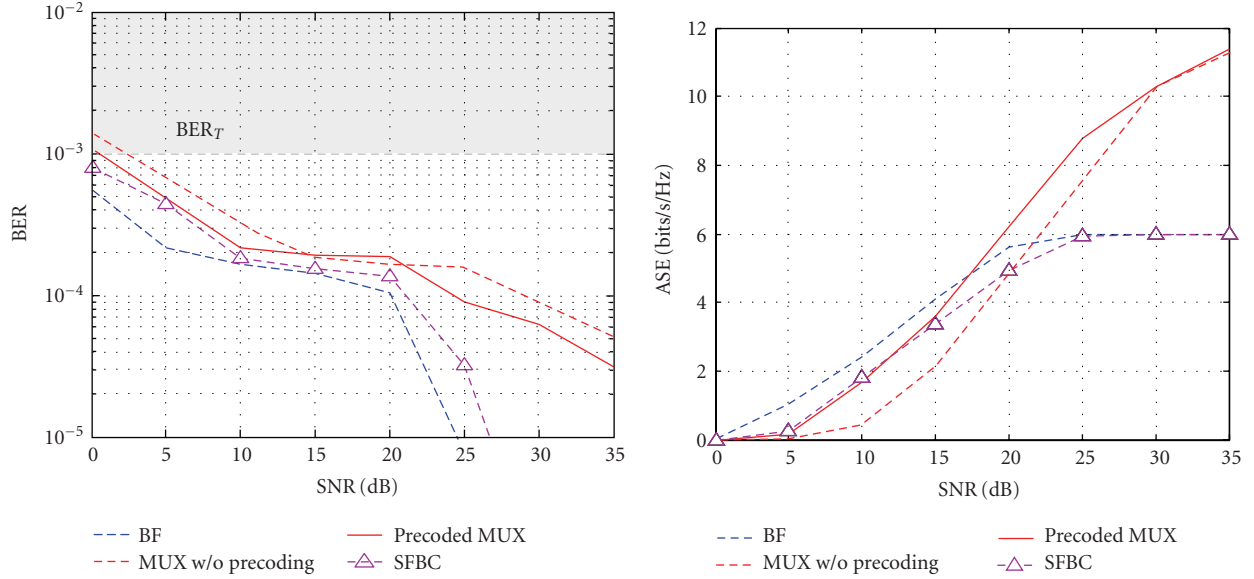 10⁻²
10⁻³
10⁻⁴
10⁻⁵
BER
BER_T
0 5 10 15 20 25 30 35
SNR (dB)
BF
MUX w/o precoding
Precoded MUX
SFBC
12
10
8
6
4
2
0
ASE (bits/s/Hz)
0 5 10 15 20 25 30 35
SNR (dB)
BF
MUX w/o precoding
Precoded MUX
SFBC